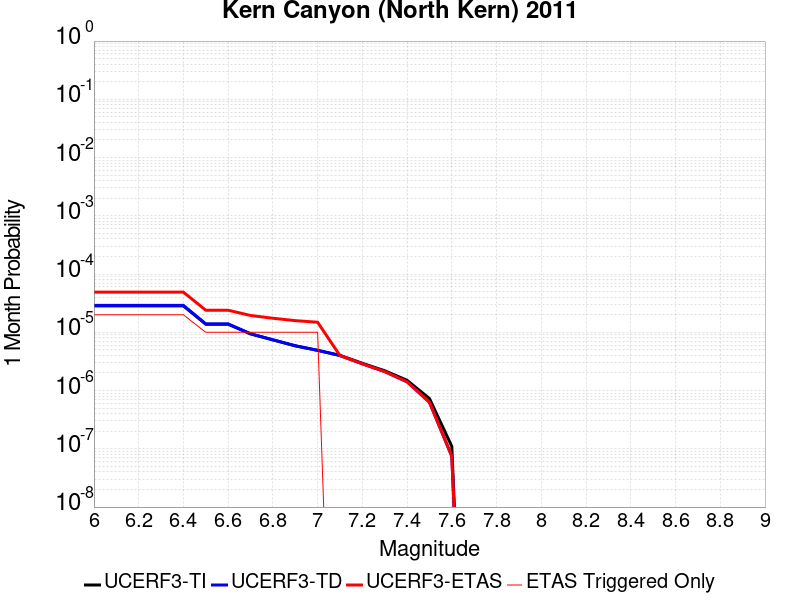 Kern Canyon (North Kern) 2011
1 Month Probability
10^0
10^-1
10^-2
10^-3
10^-4
10^-5
10^-6
10^-7
10^-8
6 6.2 6.4 6.6 6.8 7 7.2 7.4 7.6 7.8 8 8.2 8.4 8.6 8.8 9
Magnitude
UCERF3-TI UCERF3-TD UCERF3-ETAS ETAS Triggered Only